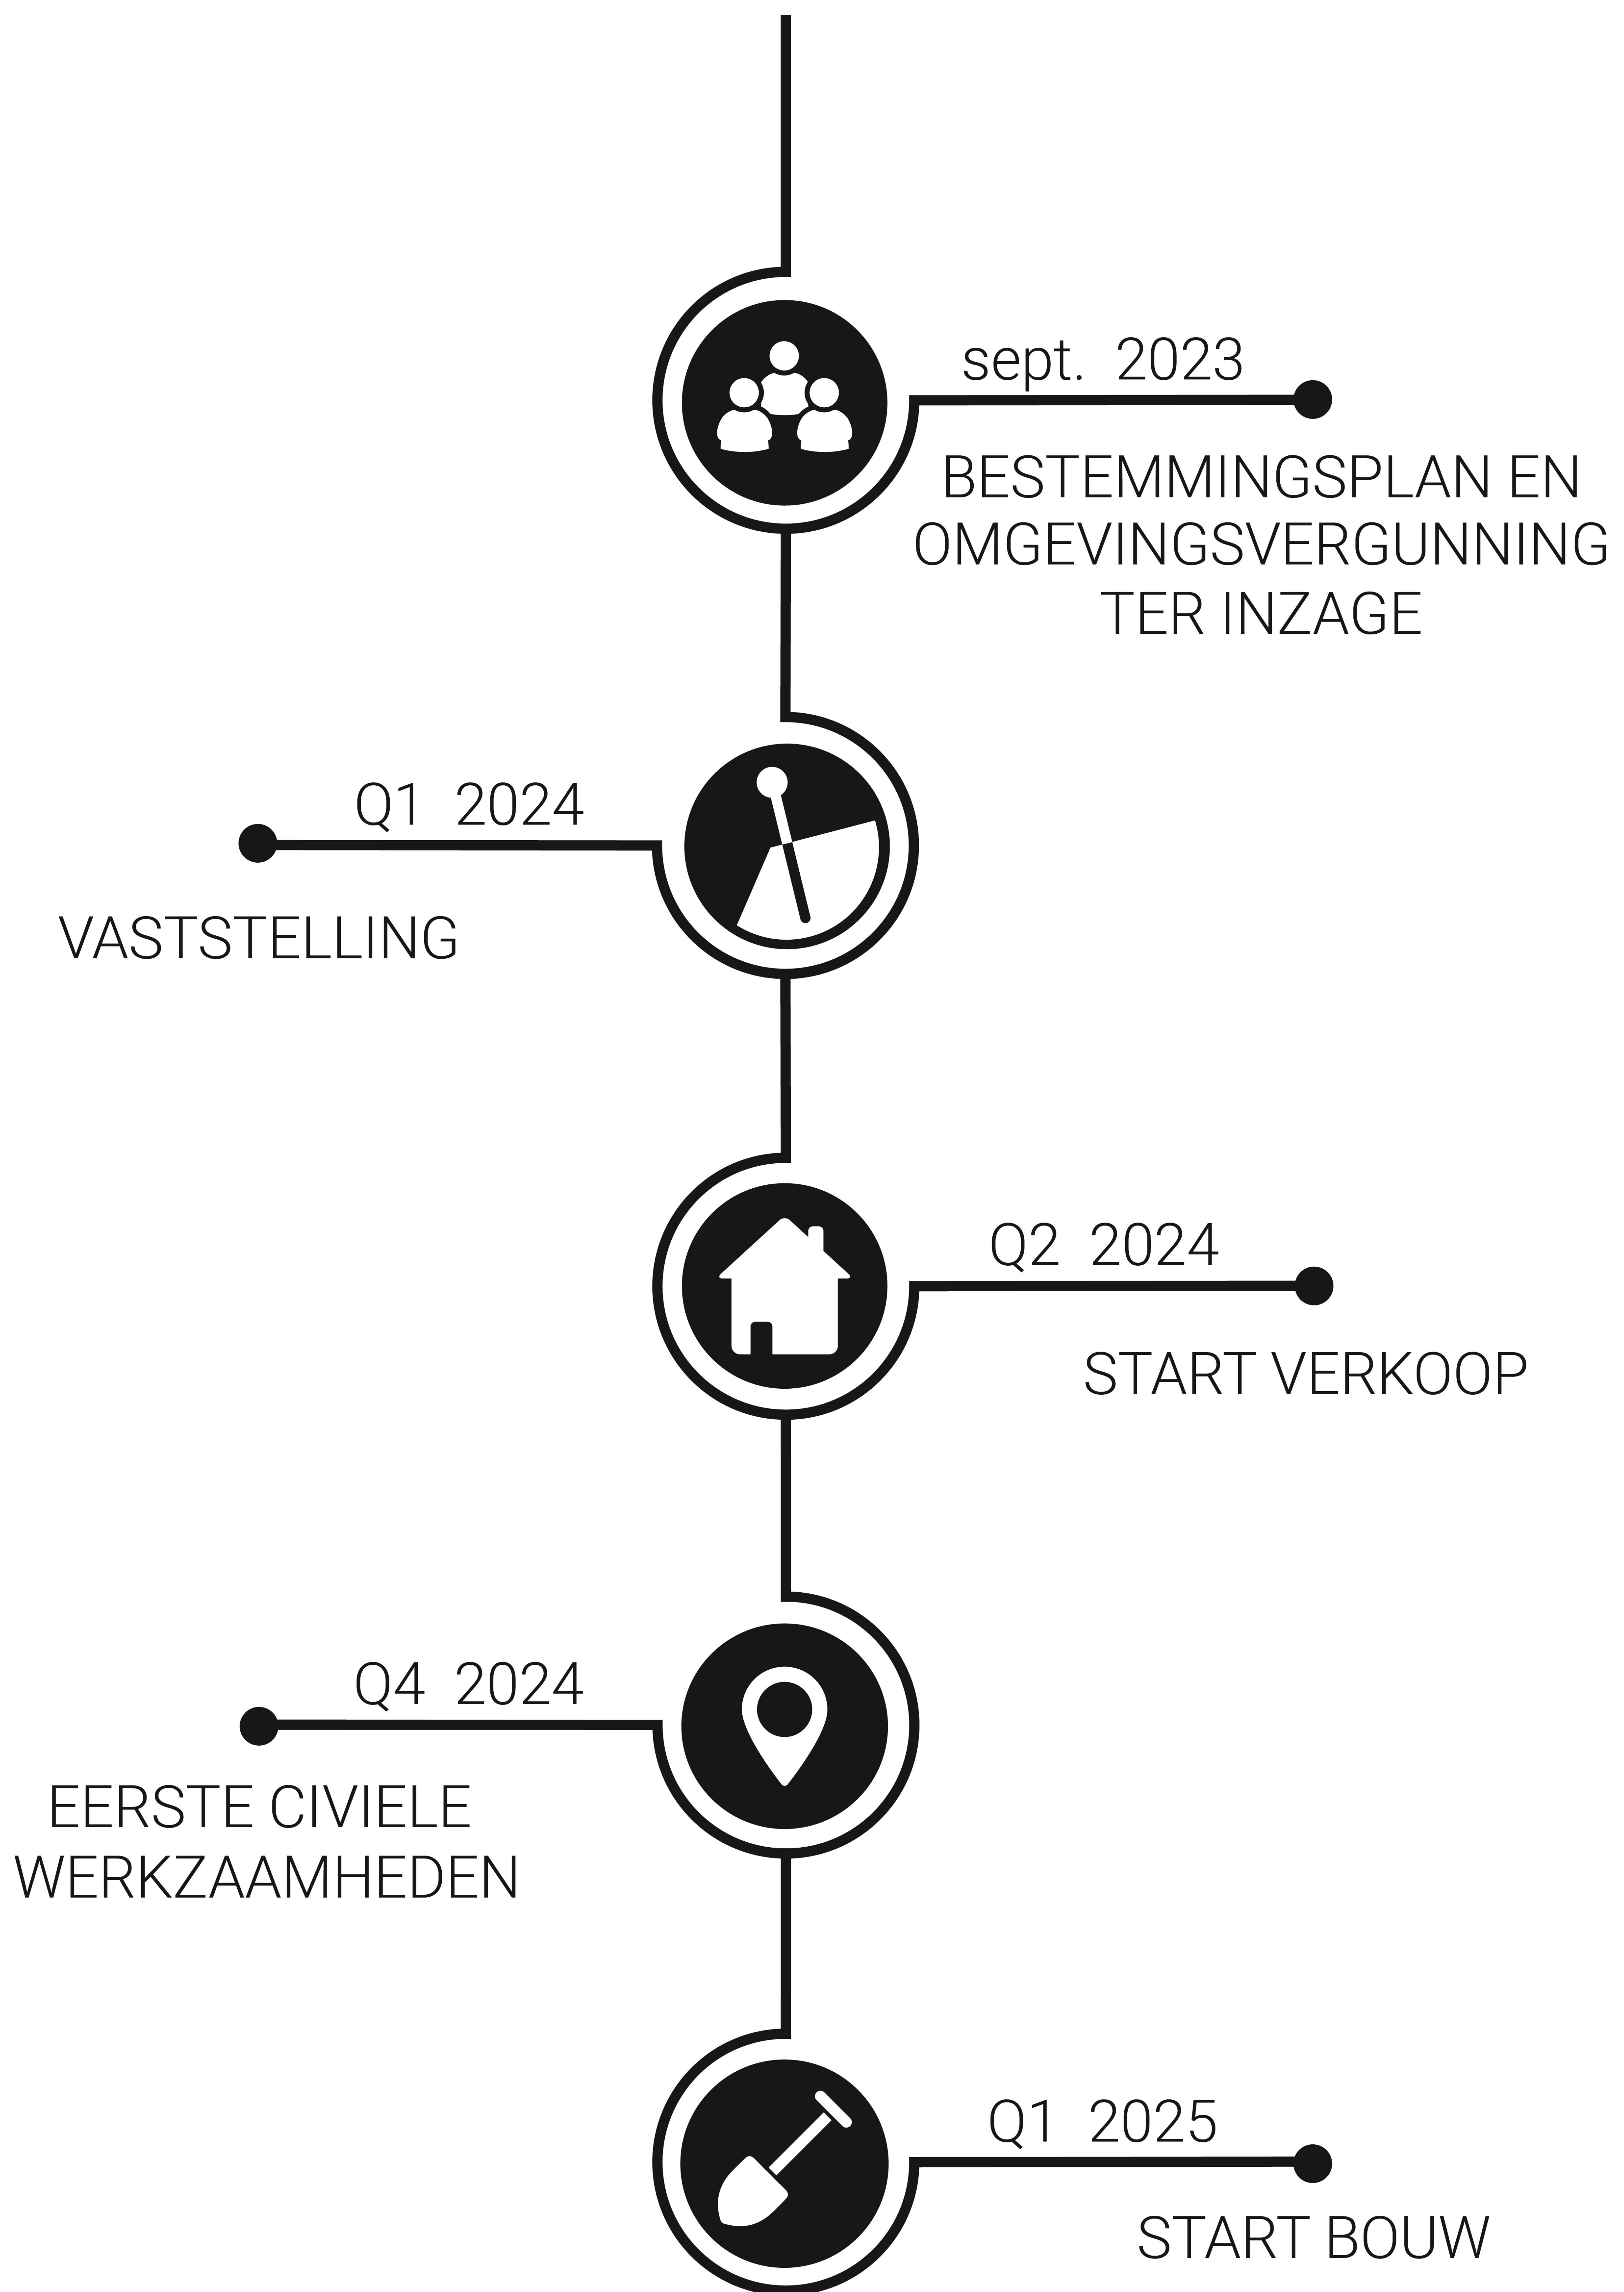 sept. 2023
BESTEMMINGSPLAN EN
OMGEVINGSVERGUNNING
TER INZAGE
Q1 2024
VASTSTELLING
Q2 2024
START VERKOOP
Q4 2024
EERSTE CIVIELE
WERKZAAMHEDEN
Q1 2025
START BOUW